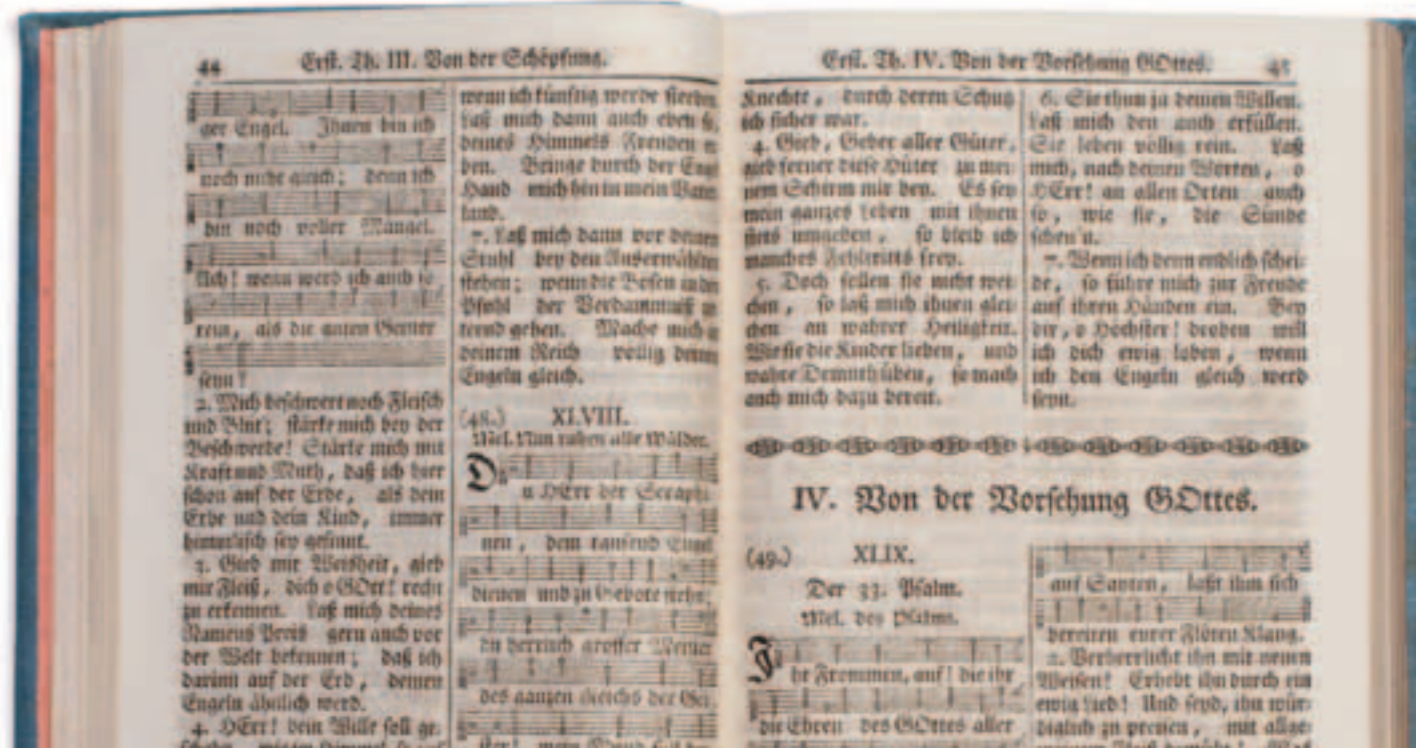 44 Erst. Th. III. Von der Schöpfung.
ger Engel. Ihnen bin ich
noch nicht gleich; denn ich
bin noch voller Mangel.
Ach! wenn werd ich auch so
rein, als die guten Geister
seyn?
2. Mich beschwert noch Fleisch
und Blut; stärke mich bey der
Beschwerde! Stärke mich mit
Kraft und Muth, daß ich hier
schon auf der Erde, als dein
Erbe und dein Kind, immer
himmlisch sey gesinnt.
3. Gieb mir Weisheit, gieb
mir Fleiß, dich o GOtt! recht
zu erkennen. Laß mich deines
Namens Preis gern auch vor
der Welt bekennen; daß ich
darinn auf der Erd, deinen
Engeln ähnlich werd.
4. HErr! dein Wille soll ge-
wenn ich künftig werde sterben,
laß mich dann auch eben
deines Himmels Freuden
ben. Bringe durch der
Hand mich hin in mein
land.
7. Laß mich dann vor deinen
Stuhl bey den Auserwählten
stehen; wenn die Bösen in den
Pfuhl der Verdammniß
gehen. Mache mich
deinem Reich völlig deinen
Engeln gleich.
(48.) XLVIII.
Mel. Nun ruhen alle Wälder.
Du HErr der Seraphi-
nen, dem tausend Engel
dienen und zu Gebote stehn,
du herrlich grosser Meister
des ganzen Reichs der Gei-
ster! mein Mund soll
Erst. Th. IV. Von der Vorsehung GOttes. 45
Knechte, durch deren Schutz
ich sicher war.
4. Gieb, Geber aller Güter,
gieb ferner diese Hüter zu mei-
nem Schirm mir bey. Es sey
mein ganzes Leben mit ihnen
stets umgeben, so bleib ich
manches Fehltritts frey.
5. Doch sollen sie nicht wei-
chen, so laß mich ihnen glei-
chen an wahrer Heiligkeit.
Wie sie die Kinder lieben, und
wahre Demuth üben, so mach
auch mich dazu bereit.
6. Sie thun ja deinen Willen.
Laß mich den auch erfüllen.
Sie leben völlig rein. Laß
mich, nach deinen Worten, o
HErr! an allen Orten auch
so, wie sie, die Sünde
scheu'n.
7. Wenn ich denn endlich schei-
de, so führe mich zur Freude
auf ihren Händen ein. Bey
dir, o Höchster! droben will
ich dich ewig loben, wenn
ich den Engeln gleich werd
seyn.
IV. Von der Vorsehung GOttes.
(49.) XLIX.
Der 33. Psalm.
Mel. des Psalms.
Ihr Frommen, auf! die ihr
die Ehren des GOttes aller
auf Sayten, laßt ihm sich
bereiten eurer Flöten Klang.
2. Verherrlicht ihn mit neuen
Weisen! Erhebt ihn durch ein
ewig Lied! Und seyd, ihn wür-
diglich zu preisen, mit allge-